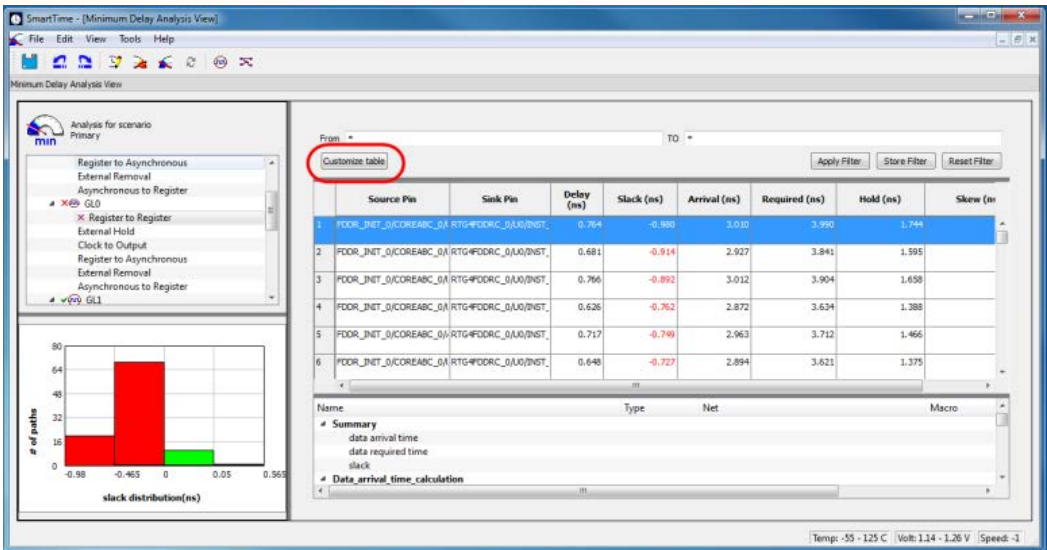 SmartTime - [Minimum Delay Analysis View]
File Edit View Tools Help
Minimum Delay Analysis View
Analysis for scenario
Primary
min
Register to Asynchronous
External Removal
Asynchronous to Register
GL0
Register to Register
External Hold
Clock to Output
Register to Asynchronous
External Removal
Asynchronous to Register
GL1
80
64
48
32
16
0
# of paths
-0.98 -0.465 0 0.05 0.565
slack distribution(ns)
From * TO *
Customize table Apply Filter Store Filter Reset Filter
Source Pin Sink Pin Delay (ns) Slack (ns) Arrival (ns) Required (ns) Hold (ns) Skew (n
1 FDDR_INIT_0/COREABC_0/ RTG4FDDRC_0/U0/INST_ 0.764 -0.980 3.010 3.990 1.744
2 FDDR_INIT_0/COREABC_0/ RTG4FDDRC_0/U0/INST_ 0.681 -0.914 2.927 3.841 1.595
3 FDDR_INIT_0/COREABC_0/ RTG4FDDRC_0/U0/INST_ 0.766 -0.892 3.012 3.904 1.658
4 FDDR_INIT_0/COREABC_0/ RTG4FDDRC_0/U0/INST_ 0.626 -0.762 2.872 3.634 1.388
5 FDDR_INIT_0/COREABC_0/ RTG4FDDRC_0/U0/INST_ 0.717 -0.749 2.963 3.712 1.466
6 FDDR_INIT_0/COREABC_0/ RTG4FDDRC_0/U0/INST_ 0.648 -0.727 2.894 3.621 1.375
Name Type Net Macro
Summary
data arrival time
data required time
slack
Data_arrival_time_calculation
Temp: -55 - 125 C Volt: 1.14 - 1.26 V Speed: -1